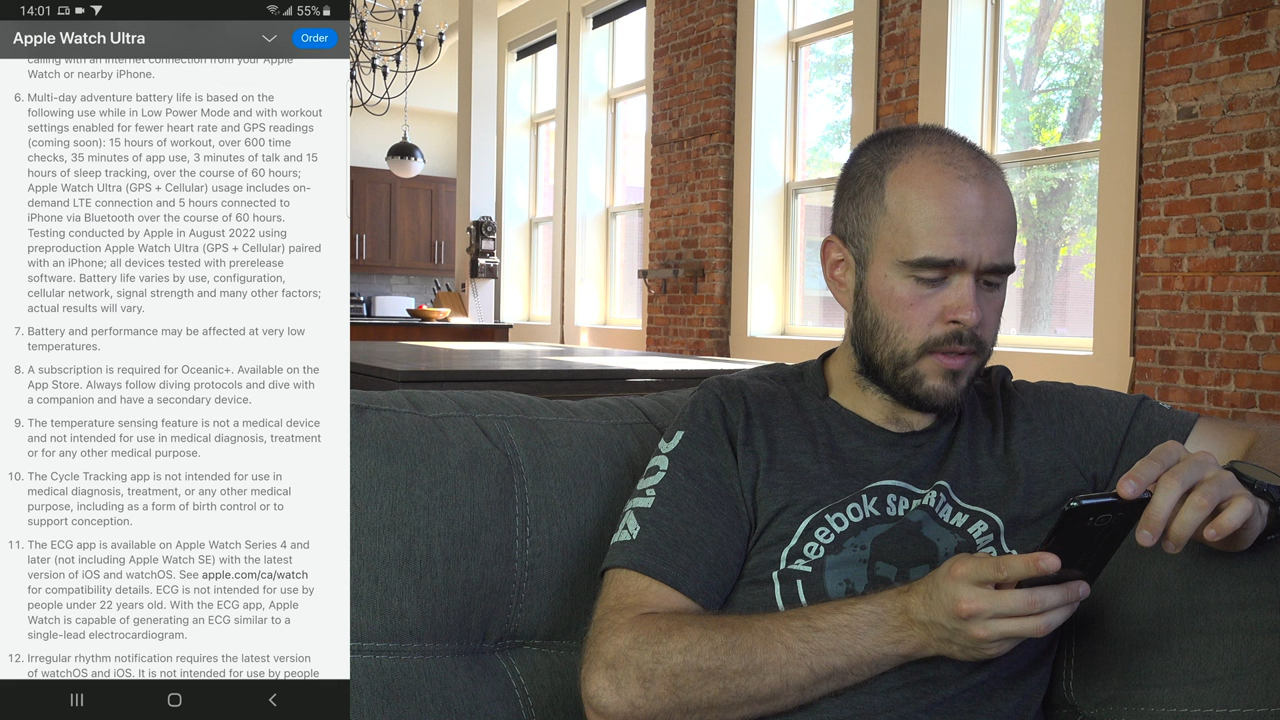 14:01 55%
Apple Watch Ultra
Order
calling with an internet connection from your Apple
Watch or nearby iPhone.
6. Multi-day adventure battery life is based on the
following use while in Low Power Mode and with workout
settings enabled for fewer heart rate and GPS readings
(coming soon): 15 hours of workout, over 600 time
checks, 35 minutes of app use, 3 minutes of talk and 15
hours of sleep tracking, over the course of 60 hours;
Apple Watch Ultra (GPS + Cellular) usage includes on-
demand LTE connection and 5 hours connected to
iPhone via Bluetooth over the course of 60 hours.
Testing conducted by Apple in August 2022 using
preproduction Apple Watch Ultra (GPS + Cellular) paired
with an iPhone; all devices tested with prerelease
software. Battery life varies by use, configuration,
cellular network, signal strength and many other factors;
actual results will vary.
7. Battery and performance may be affected at very low
temperatures.
8. A subscription is required for Oceanic+. Available on the
App Store. Always follow diving protocols and dive with
a companion and have a secondary device.
9. The temperature sensing feature is not a medical device
and not intended for use in medical diagnosis, treatment
or for any other medical purpose.
10. The Cycle Tracking app is not intended for use in
medical diagnosis, treatment, or any other medical
purpose, including as a form of birth control or to
support conception.
11. The ECG app is available on Apple Watch Series 4 and
later (not including Apple Watch SE) with the latest
version of iOS and watchOS. See apple.com/ca/watch
for compatibility details. ECG is not intended for use by
people under 22 years old. With the ECG app, Apple
Watch is capable of generating an ECG similar to a
single-lead electrocardiogram.
12. Irregular rhythm notification requires the latest version
of watchOS and iOS. It is not intended for use by people
Reebok SPARTAN RAC